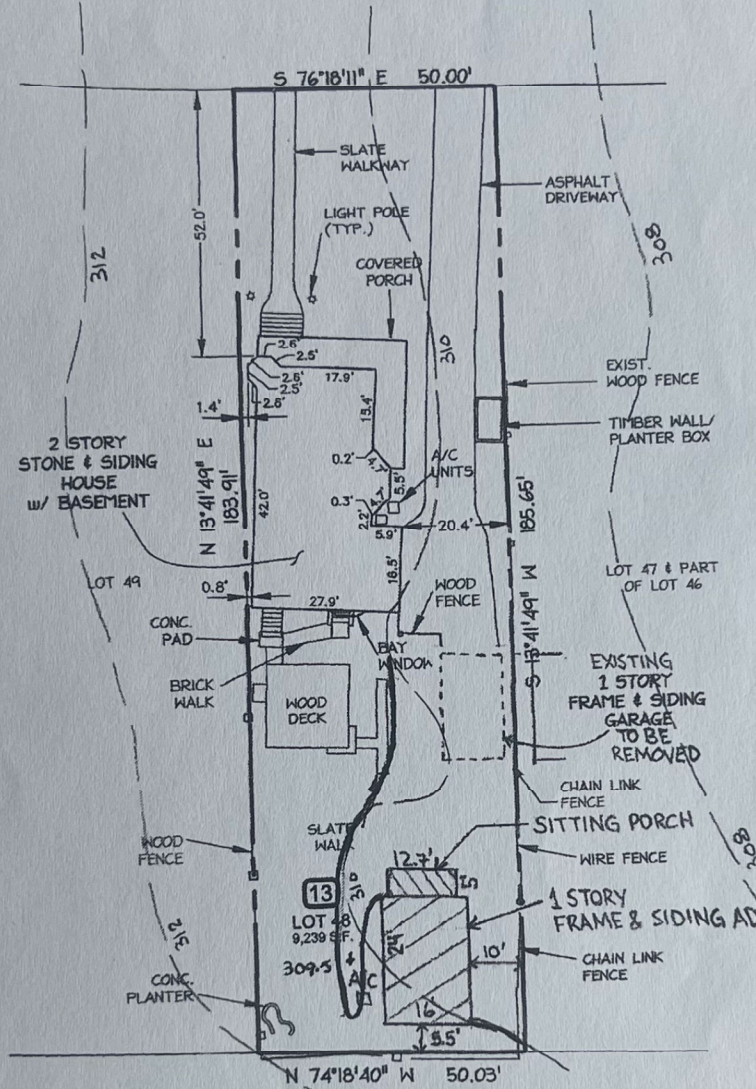 S 76°18'11" E 50.00'
SLATE
WALKWAY
ASPHALT
DRIVEWAY
52.0'
LIGHT POLE
(TYP.)
312
308
COVERED
PORCH
310
2.6'
2.5'
2.6'
2.5'
2.6'
17.9'
15.4'
1.4'
EXIST.
WOOD FENCE
TIMBER WALL/
PLANTER BOX
2 STORY
STONE & SIDING
HOUSE
w/ BASEMENT
N 13°41'49" E
183.91'
42.0'
0.2'
A/C
UNITS
5.5'
0.3'
2.2'
5.9'
20.4'
185.65'
S 13°41'49" W
18.5'
LOT 49
LOT 47 & PART
OF LOT 46
0.8'
27.9'
WOOD
FENCE
CONC.
PAD
BAY
WINDOW
BRICK
WALK
WOOD
DECK
EXISTING
1 STORY
FRAME & SIDING
GARAGE
TO BE
REMOVED
CHAIN LINK
FENCE
SLATE
WALK
SITTING PORCH
WOOD
FENCE
WIRE FENCE
308
12.7'
5'
13
310
LOT 48
9,239 S.F.
1 STORY
FRAME & SIDING AD
24'
309.5
A/C
10'
CHAIN LINK
FENCE
312
CONC.
PLANTER
16'
5.5'
N 74°18'40" W 50.03'